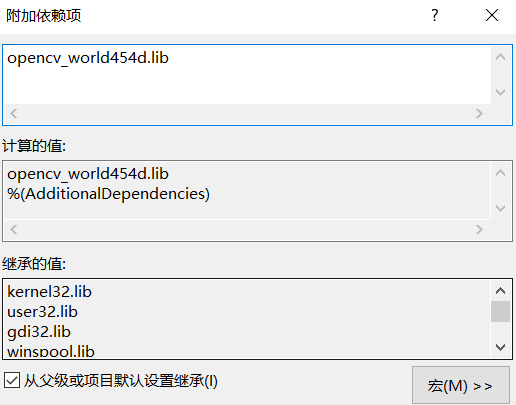 附加依赖项
?
opencv_world454d.lib
计算的值:
opencv_world454d.lib
%(AdditionalDependencies)
继承的值:
kernel32.lib
user32.lib
gdi32.lib
winspool.lib
从父级或项目默认设置继承(I)
宏(M) >>